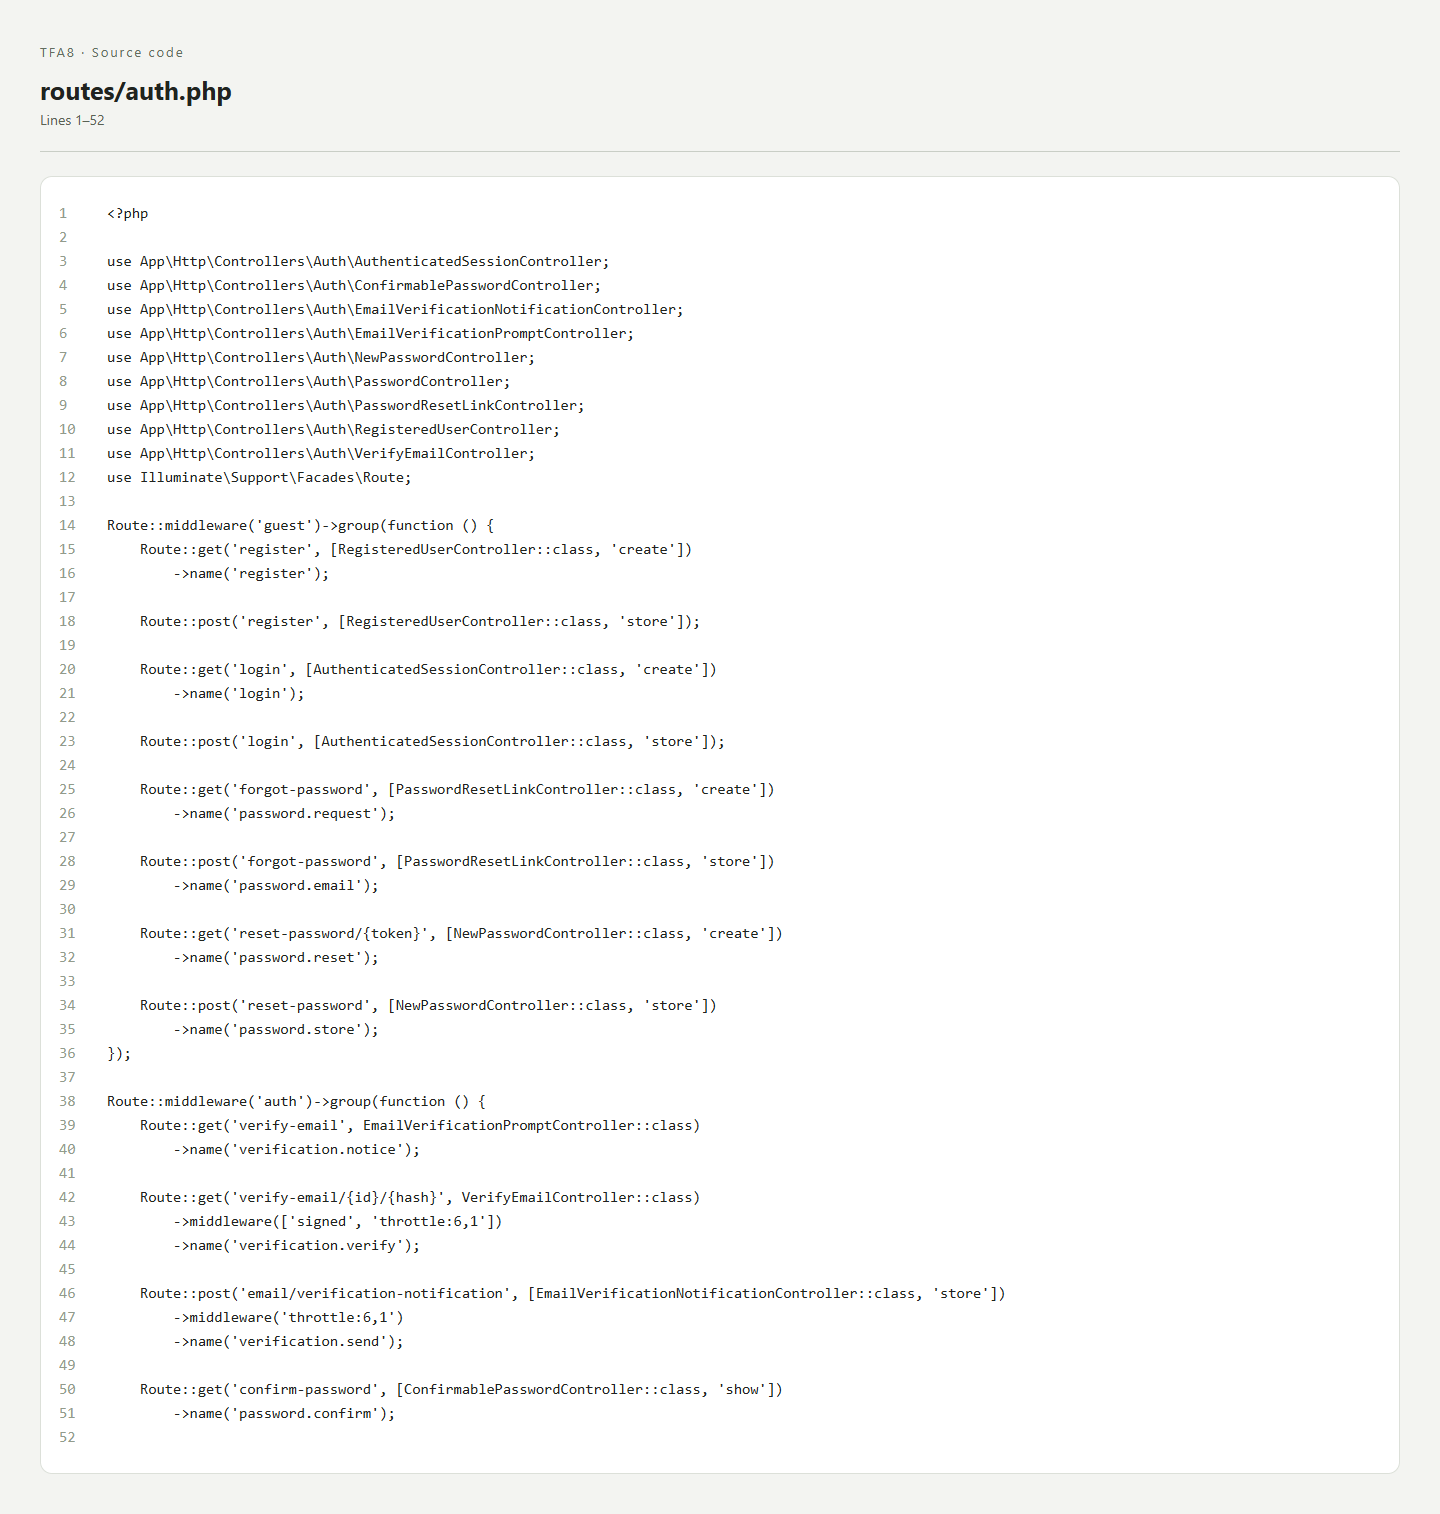 TFA8 · Source code
routes/auth.php
Lines 1–52
1 <?php
2
3 use App\Http\Controllers\Auth\AuthenticatedSessionController;
4 use App\Http\Controllers\Auth\ConfirmablePasswordController;
5 use App\Http\Controllers\Auth\EmailVerificationNotificationController;
6 use App\Http\Controllers\Auth\EmailVerificationPromptController;
7 use App\Http\Controllers\Auth\NewPasswordController;
8 use App\Http\Controllers\Auth\PasswordController;
9 use App\Http\Controllers\Auth\PasswordResetLinkController;
10 use App\Http\Controllers\Auth\RegisteredUserController;
11 use App\Http\Controllers\Auth\VerifyEmailController;
12 use Illuminate\Support\Facades\Route;
13
14 Route::middleware('guest')->group(function () {
15     Route::get('register', [RegisteredUserController::class, 'create'])
16         ->name('register');
17
18     Route::post('register', [RegisteredUserController::class, 'store']);
19
20     Route::get('login', [AuthenticatedSessionController::class, 'create'])
21         ->name('login');
22
23     Route::post('login', [AuthenticatedSessionController::class, 'store']);
24
25     Route::get('forgot-password', [PasswordResetLinkController::class, 'create'])
26         ->name('password.request');
27
28     Route::post('forgot-password', [PasswordResetLinkController::class, 'store'])
29         ->name('password.email');
30
31     Route::get('reset-password/{token}', [NewPasswordController::class, 'create'])
32         ->name('password.reset');
33
34     Route::post('reset-password', [NewPasswordController::class, 'store'])
35         ->name('password.store');
36 });
37
38 Route::middleware('auth')->group(function () {
39     Route::get('verify-email', EmailVerificationPromptController::class)
40         ->name('verification.notice');
41
42     Route::get('verify-email/{id}/{hash}', VerifyEmailController::class)
43         ->middleware(['signed', 'throttle:6,1'])
44         ->name('verification.verify');
45
46     Route::post('email/verification-notification', [EmailVerificationNotificationController::class, 'store'])
47         ->middleware('throttle:6,1')
48         ->name('verification.send');
49
50     Route::get('confirm-password', [ConfirmablePasswordController::class, 'show'])
51         ->name('password.confirm');
52